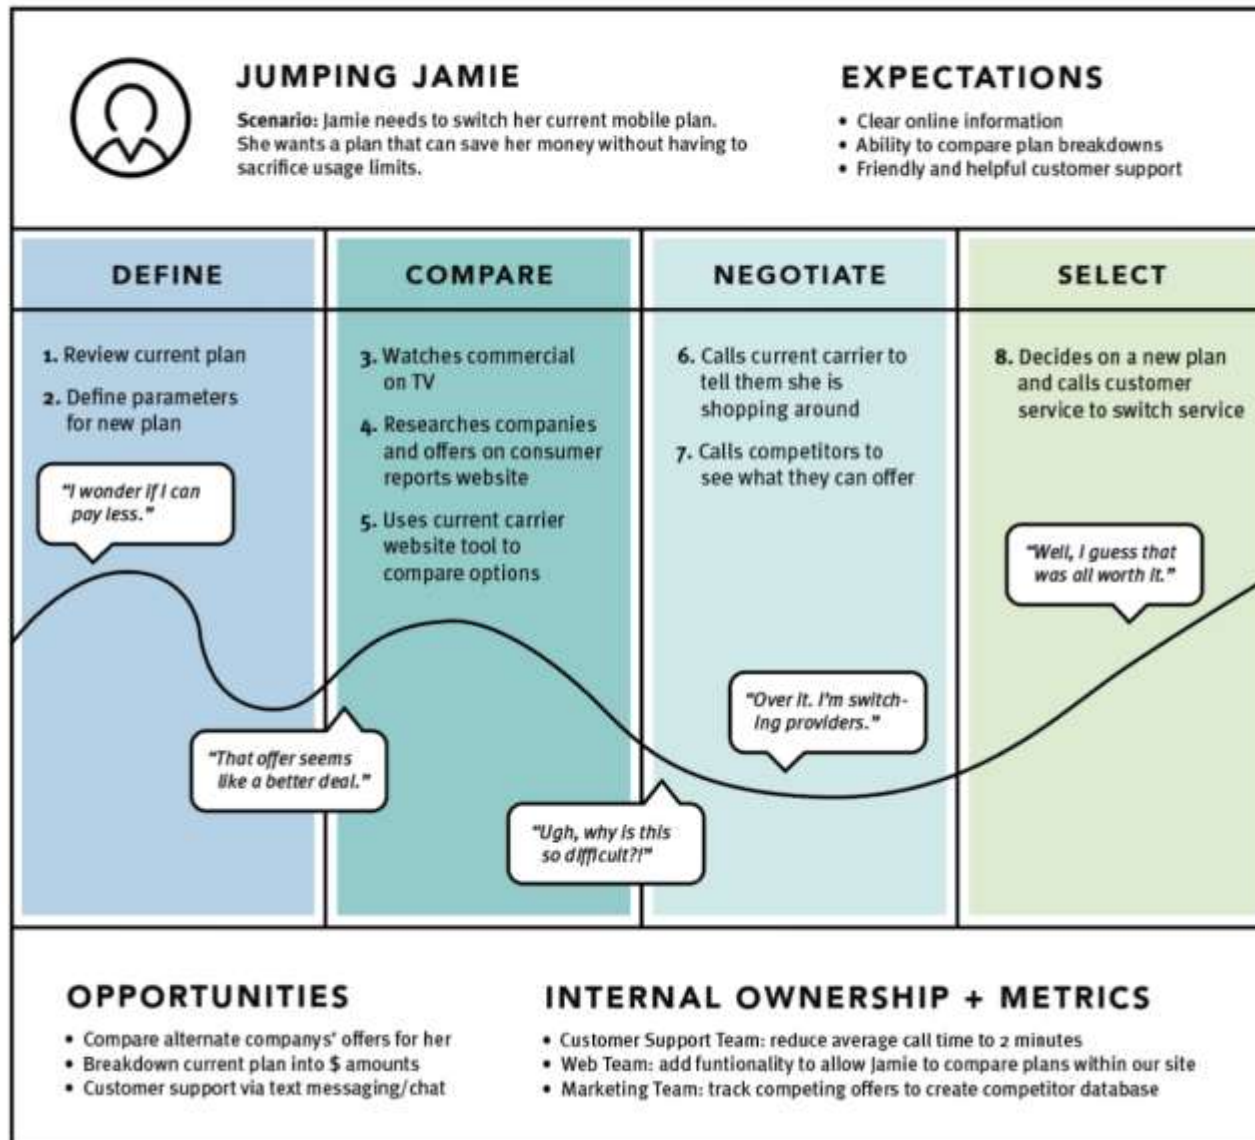 JUMPING JAMIE
Scenario: Jamie needs to switch her current mobile plan.
She wants a plan that can save her money without having to
sacrifice usage limits.
EXPECTATIONS
• Clear online information
• Ability to compare plan breakdowns
• Friendly and helpful customer support
DEFINE
1. Review current plan
2. Define parameters
for new plan
"I wonder if I can
pay less."
"That offer seems
like a better deal."
COMPARE
3. Watches commercial
on TV
4. Researches companies
and offers on consumer
reports website
5. Uses current carrier
website tool to
compare options
"Ugh, why is this
so difficult?!"
NEGOTIATE
6. Calls current carrier to
tell them she is
shopping around
7. Calls competitors to
see what they can offer
"Over it. I'm switch-
ing providers."
SELECT
8. Decides on a new plan
and calls customer
service to switch service
"Well, I guess that
was all worth it."
OPPORTUNITIES
• Compare alternate companys' offers for her
• Breakdown current plan into $ amounts
• Customer support via text messaging/chat
INTERNAL OWNERSHIP + METRICS
• Customer Support Team: reduce average call time to 2 minutes
• Web Team: add funtionality to allow Jamie to compare plans within our site
• Marketing Team: track competing offers to create competitor database